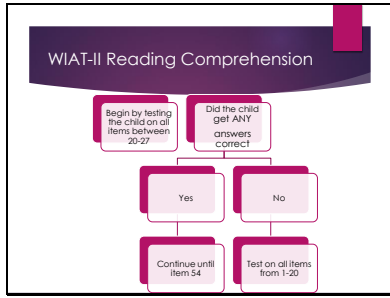 WIAT-II Reading Comprehension
Begin by testing
the child on all
items between
20-27
Did the child
get ANY
answers
correct
Yes
No
Continue until
item 54
Test on all items
from 1-20